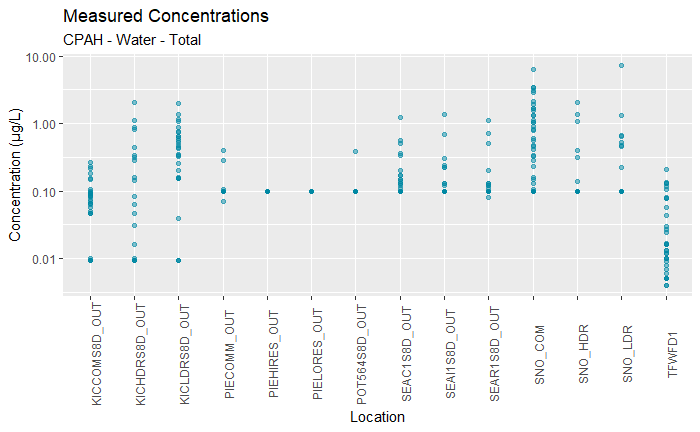 Measured Concentrations
CPAH - Water - Total
Concentration (µg/L)
10.00
1.00
0.10
0.01
KICCOMS8D_OUT
KICHDRS8D_OUT
KICLDRS8D_OUT
PIECOMM_OUT
PIEHIRES_OUT
PIELORES_OUT
POT564S8D_OUT
SEAC1S8D_OUT
SEAI1S8D_OUT
SEAR1S8D_OUT
SNO_COM
SNO_HDR
SNO_LDR
TFWFD1
Location